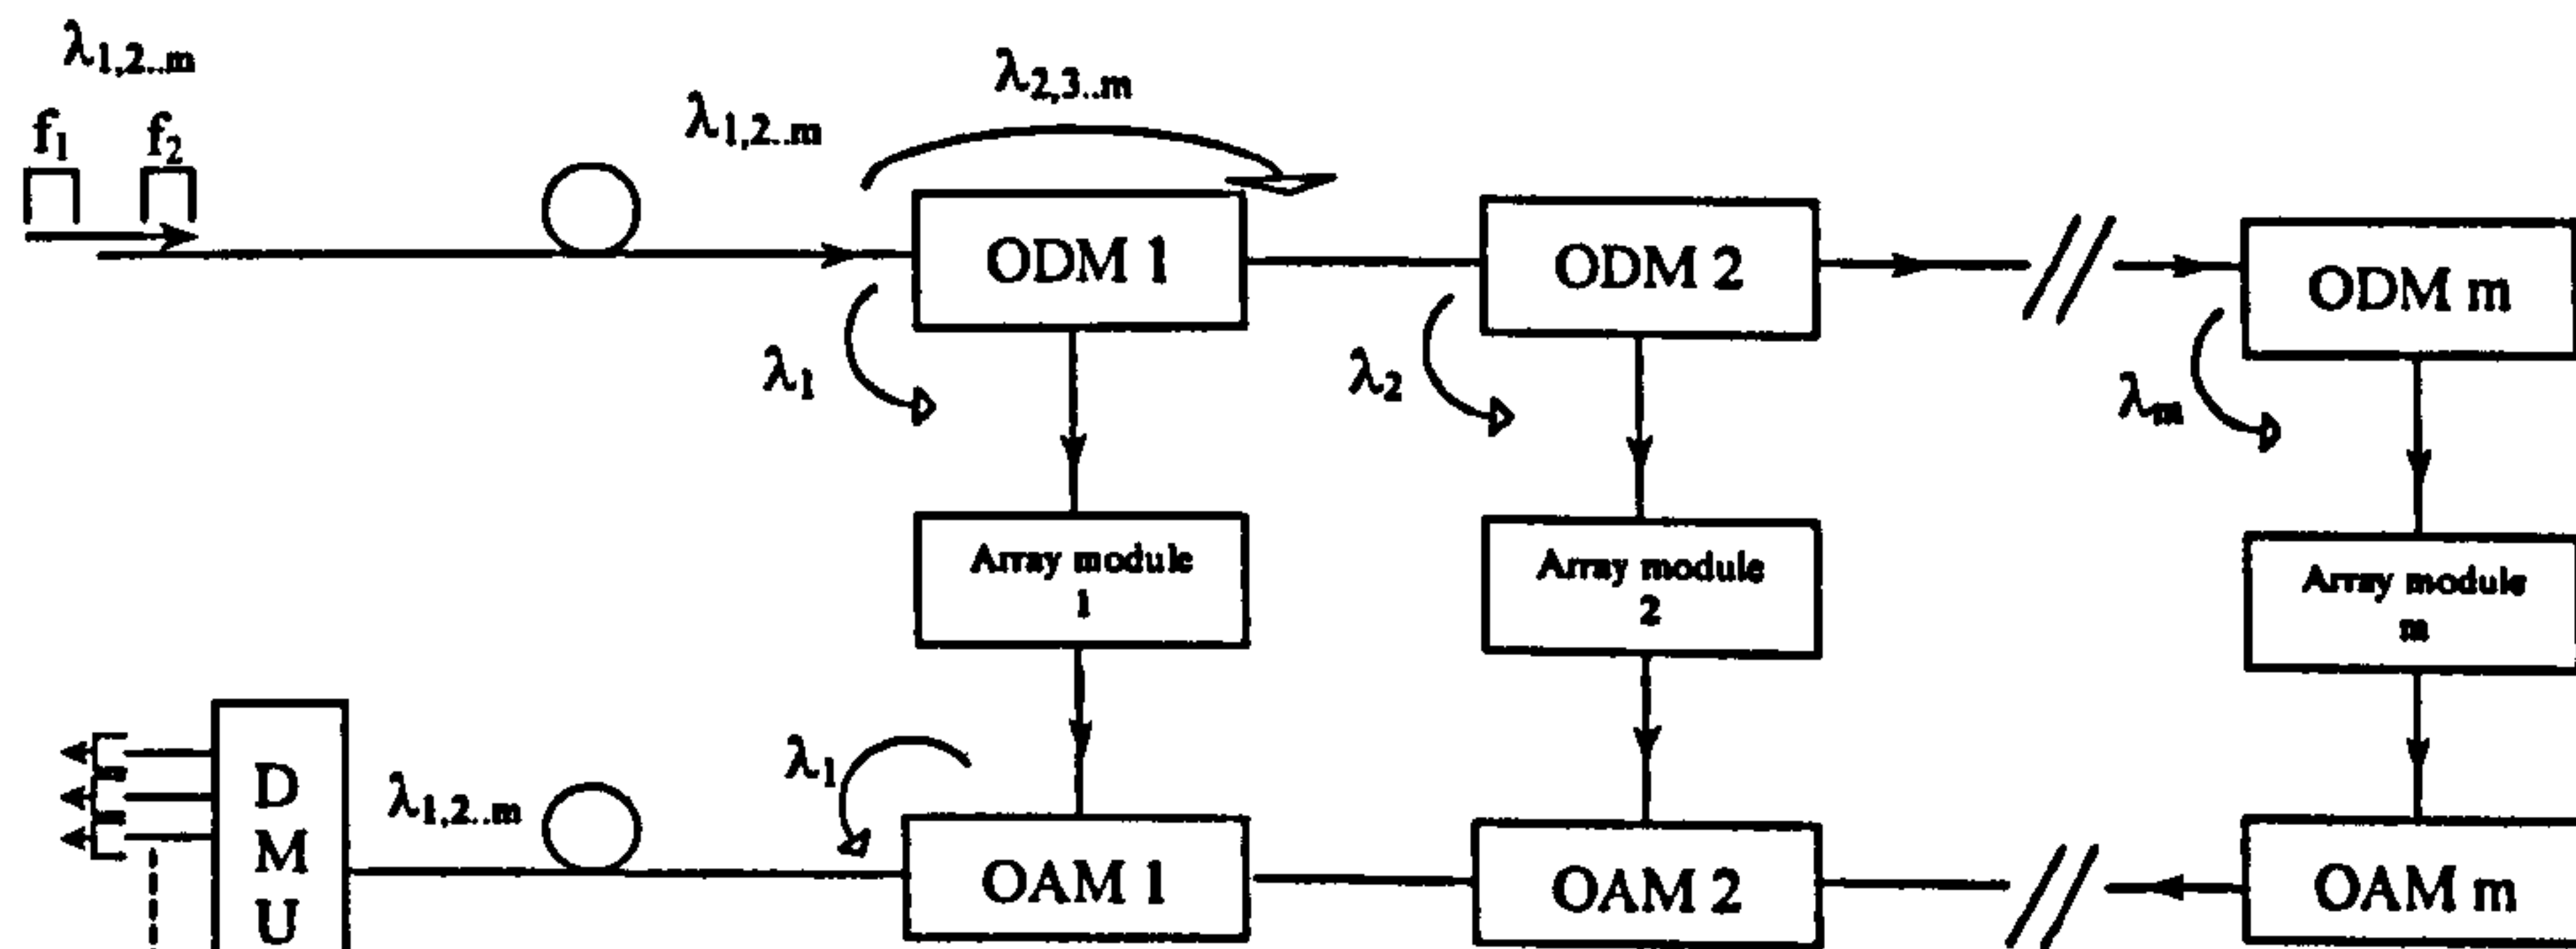 λ1,2..m
f1 f2
λ1,2..m
λ2,3..m
ODM 1
ODM 2
ODM m
λ1
λ2
λm
Array module
1
Array module
2
Array module
m
λ1
λ1,2..m
D
M
U
OAM 1
OAM 2
OAM m